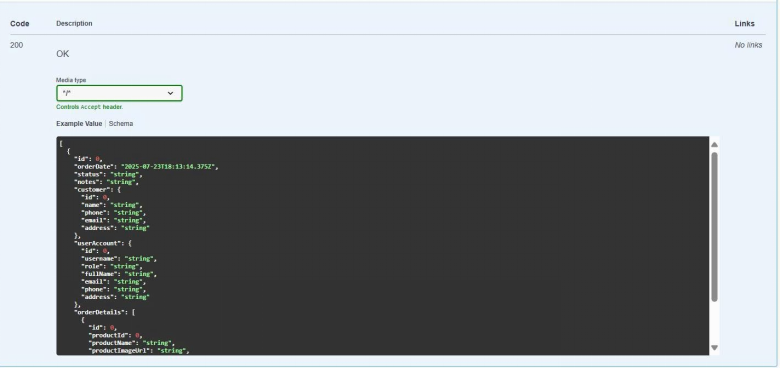 Code Description Links
200 OK No links
Media type
*/*
Controls Accept header.
Example Value | Schema
[
  {
    "id": 0,
    "orderDate": "2025-07-23T18:13:14.375Z",
    "status": "string",
    "notes": "string",
    "customer": {
      "id": 0,
      "name": "string",
      "phone": "string",
      "email": "string",
      "address": "string"
    },
    "userAccount": {
      "id": 0,
      "username": "string",
      "role": "string",
      "fullName": "string",
      "email": "string",
      "phone": "string",
      "address": "string"
    },
    "orderDetails": [
      {
        "id": 0,
        "productId": 0,
        "productName": "string",
        "productImageUrl": "string",